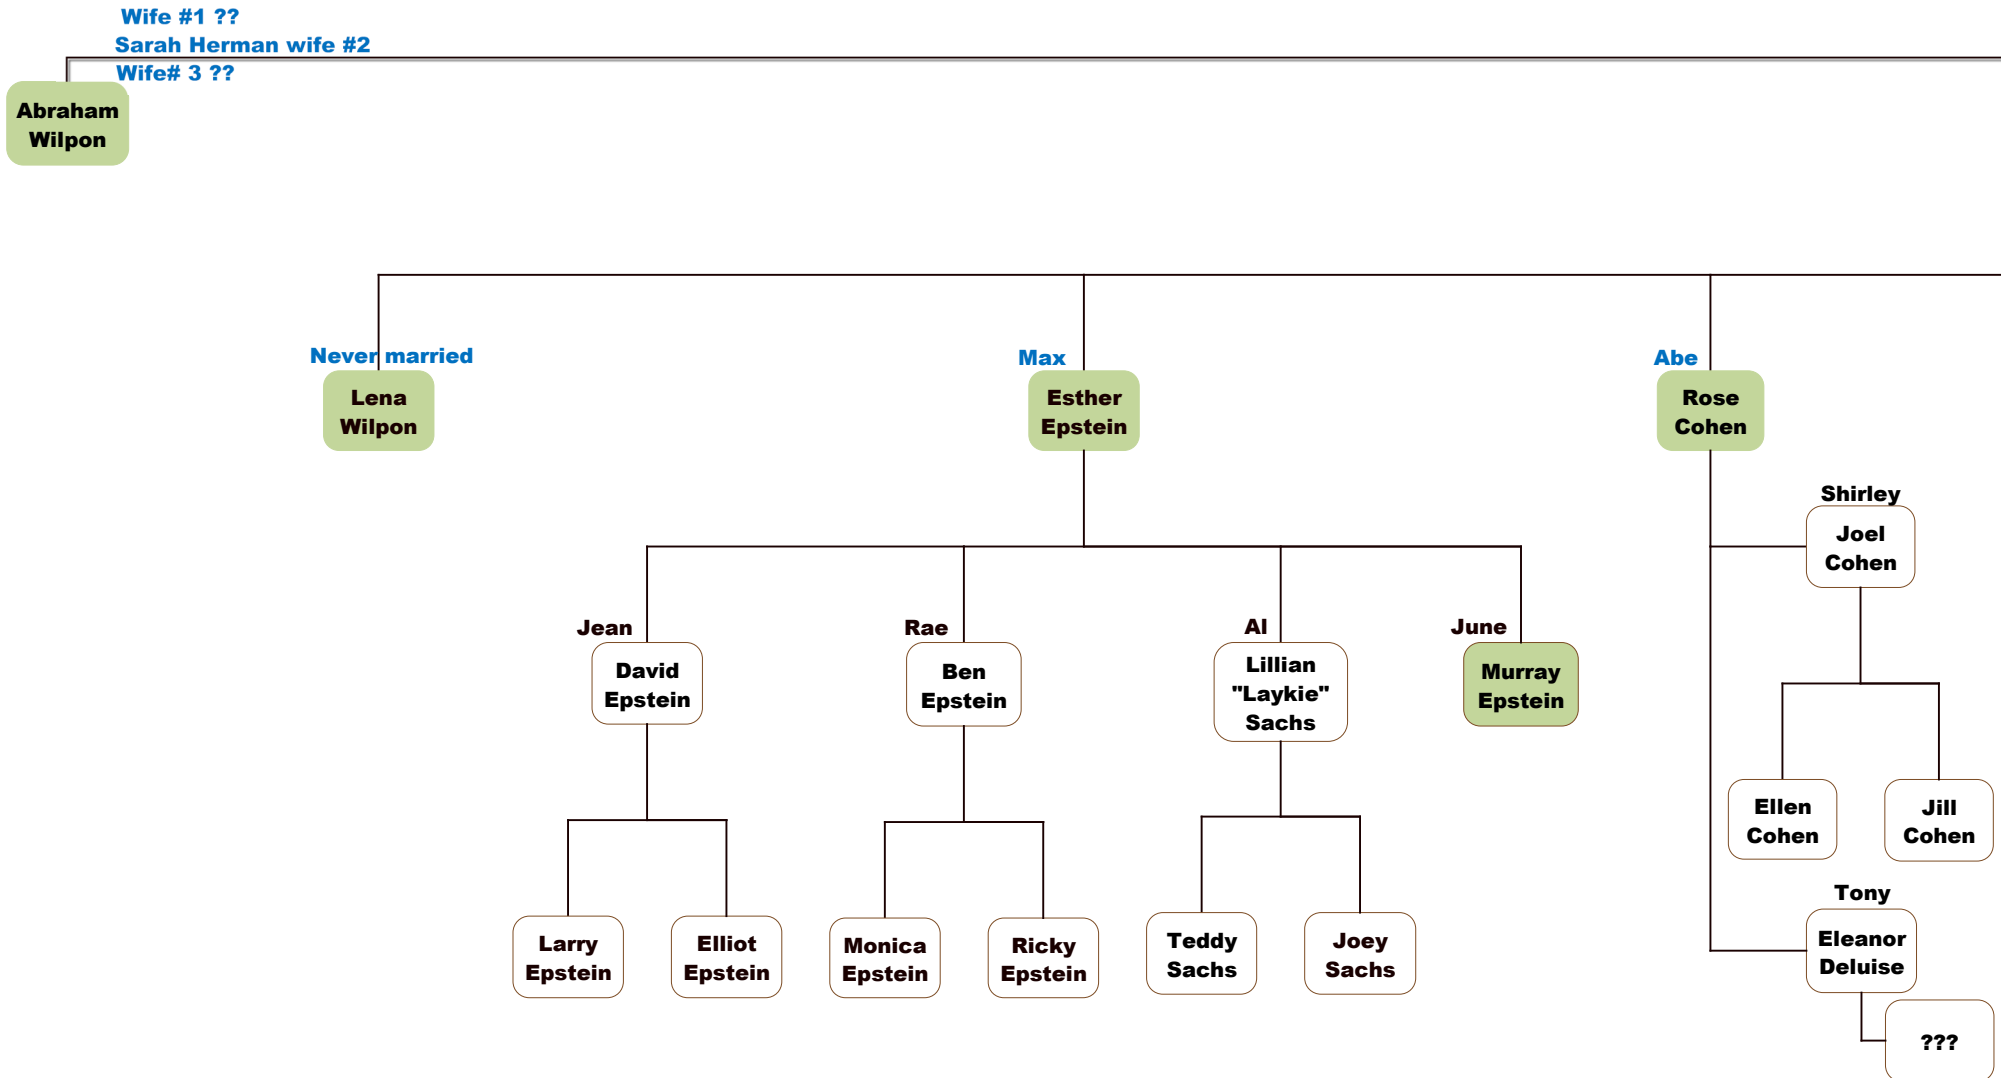 Wife #1 ??
Sarah Herman wife #2
Wife# 3 ??
Abraham
Wilpon
Never married
Lena
Wilpon
Max
Esther
Epstein
Abe
Rose
Cohen
Shirley
Joel
Cohen
Jean
David
Epstein
Rae
Ben
Epstein
Al
Lillian
"Laykie"
Sachs
June
Murray
Epstein
Ellen
Cohen
Jill
Cohen
Tony
Eleanor
Deluise
Larry
Epstein
Elliot
Epstein
Monica
Epstein
Ricky
Epstein
Teddy
Sachs
Joey
Sachs
???